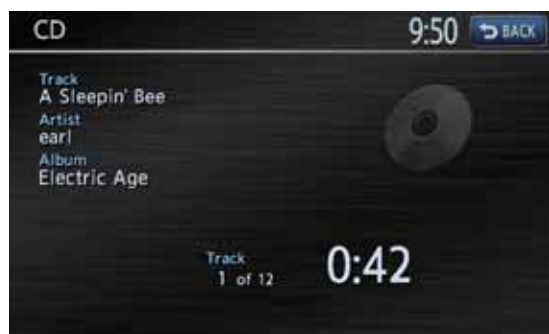 CD
9:50
BACK
Track
A Sleepin' Bee
Artist
earl
Album
Electric Age
Track
1 of 12
0:42